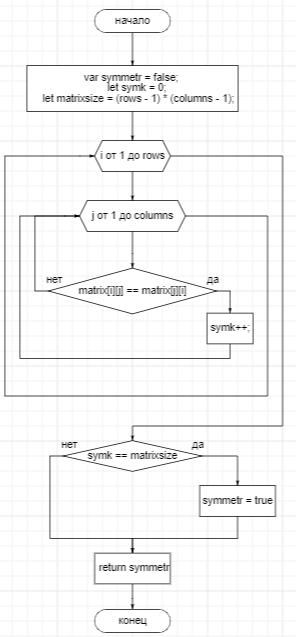 начало
var symmetr = false;
let symk = 0;
let matrixsize = (rows - 1) * (columns - 1);
i от 1 до rows
j от 1 до columns
нет
да
matrix[i][j] == matrix[j][i]
symk++;
нет
да
symk == matrixsize
symmetr = true
return symmetr
конец